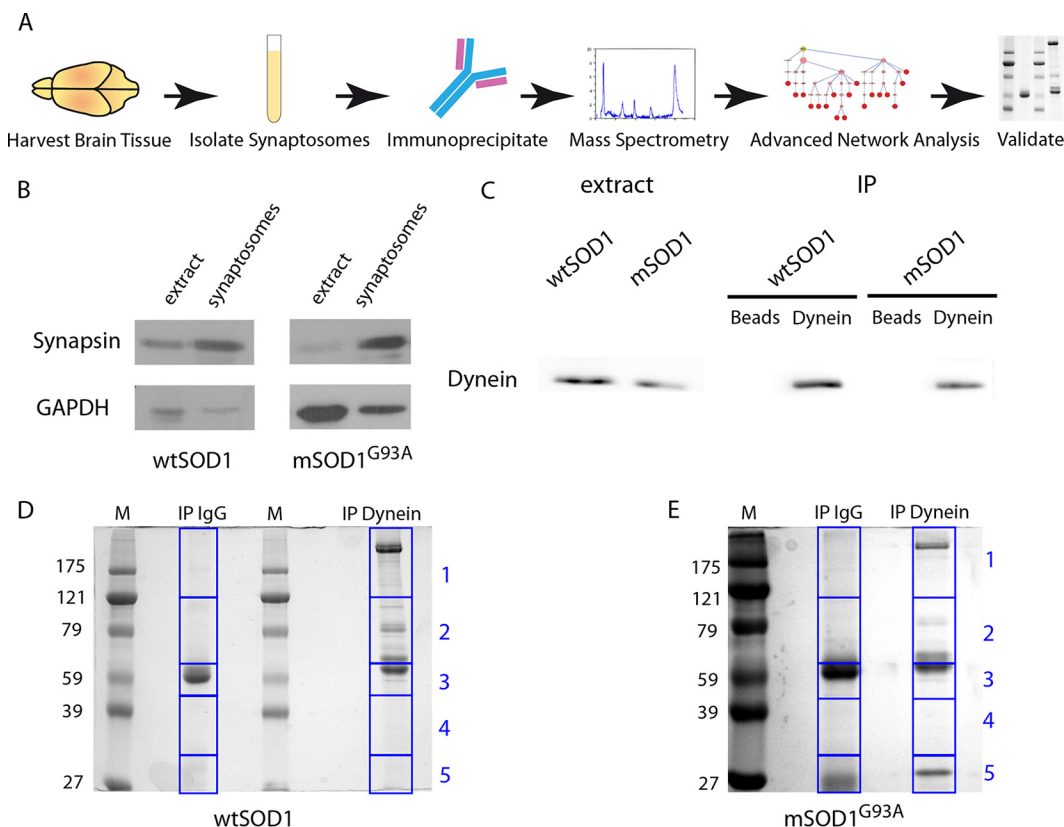 A
Harvest Brain Tissue
Isolate Synaptosomes
Immunoprecipitate
Mass Spectrometry
Advanced Network Analysis
Validate
B
extract
synaptosomes
extract
synaptosomes
Synapsin
GAPDH
wtSOD1
mSOD1G93A
C
extract
IP
wtSOD1
mSOD1
wtSOD1
mSOD1
Beads
Dynein
Beads
Dynein
Dynein
D
M
IP IgG
M
IP Dynein
175
121
79
59
39
27
1
2
3
4
5
wtSOD1
E
M
IP IgG
IP Dynein
175
121
79
59
39
27
1
2
3
4
5
mSOD1G93A